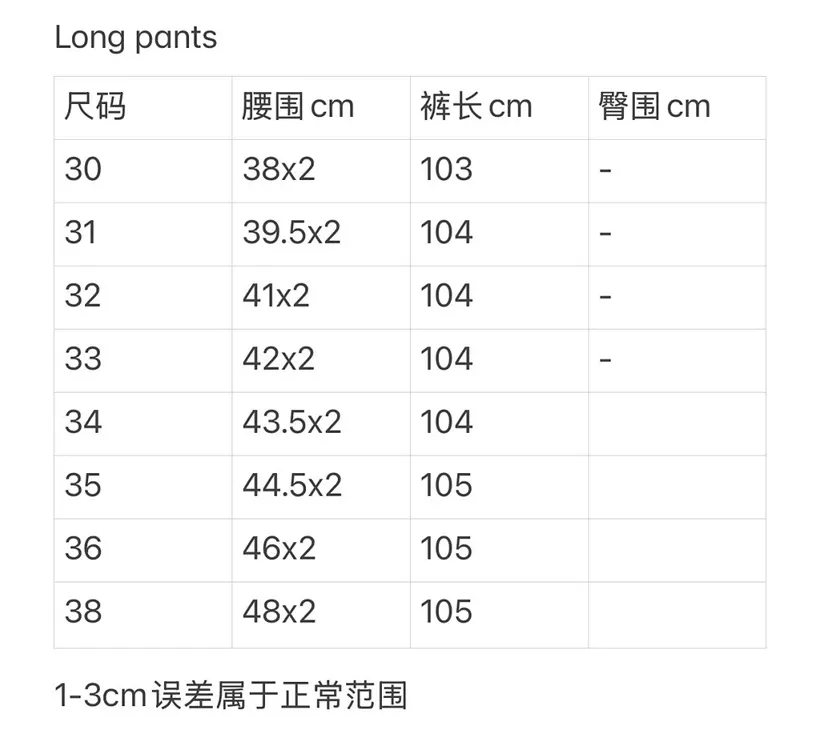 Long pants
尺码 腰围cm 裤长cm 臀围cm
30 38x2 103 -
31 39.5x2 104 -
32 41x2 104 -
33 42x2 104 -
34 43.5x2 104
35 44.5x2 105
36 46x2 105
38 48x2 105
1-3cm误差属于正常范围